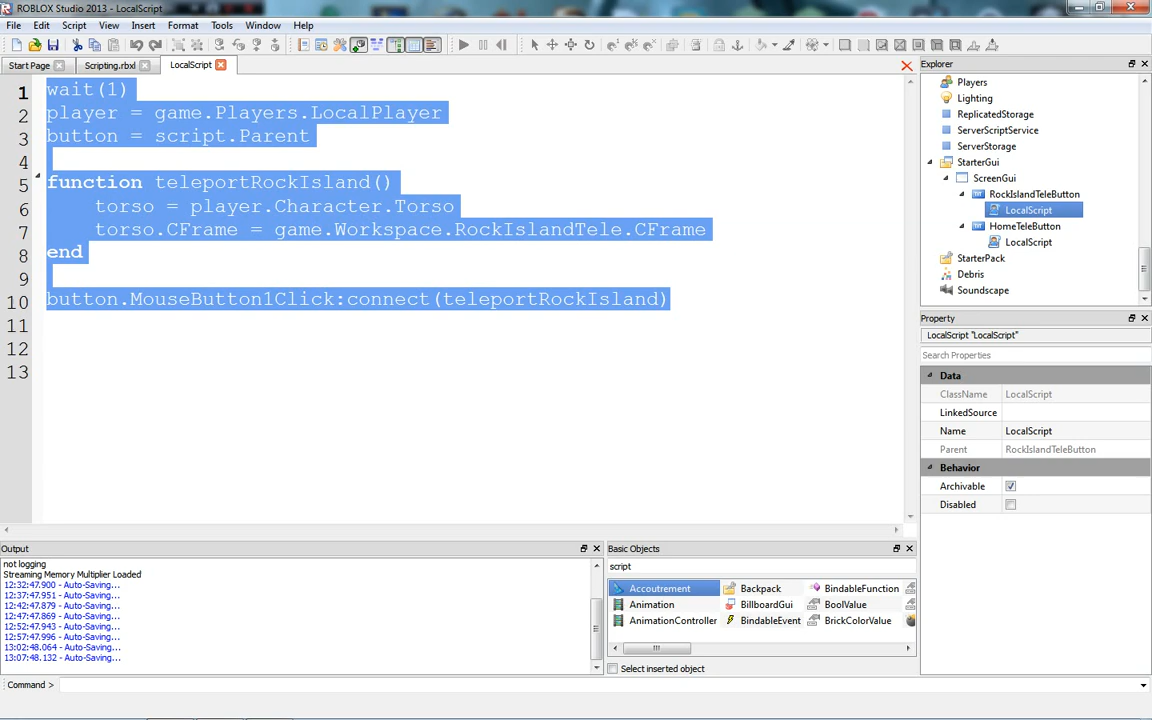 ROBLOX Studio 2013 - LocalScript
File Edit Script View Insert Format Tools Window Help
Start Page Scripting.rbxl LocalScript
1 wait(1)
2 player = game.Players.LocalPlayer
3 button = script.Parent
4
5 function teleportRockIsland()
6 torso = player.Character.Torso
7 torso.CFrame = game.Workspace.RockIslandTele.CFrame
8 end
9
10 button.MouseButton1Click:connect(teleportRockIsland)
11
12
13
Explorer
Players
Lighting
ReplicatedStorage
ServerScriptService
ServerStorage
StarterGui
ScreenGui
RockIslandTeleButton
LocalScript
HomeTeleButton
LocalScript
StarterPack
Debris
Soundscape
Property
LocalScript "LocalScript"
Search Properties
Data
ClassName LocalScript
LinkedSource
Name LocalScript
Parent RockIslandTeleButton
Behavior
Archivable
Disabled
Output
not logging
Streaming Memory Multiplier Loaded
12:32:47.900 - Auto-Saving...
12:37:47.951 - Auto-Saving...
12:42:47.879 - Auto-Saving...
12:47:47.869 - Auto-Saving...
12:52:47.943 - Auto-Saving...
12:57:47.996 - Auto-Saving...
13:02:48.064 - Auto-Saving...
13:07:48.132 - Auto-Saving...
Basic Objects
script
Accoutrement Backpack BindableFunction
Animation BillboardGui BoolValue
AnimationController BindableEvent BrickColorValue
Select inserted object
Command >